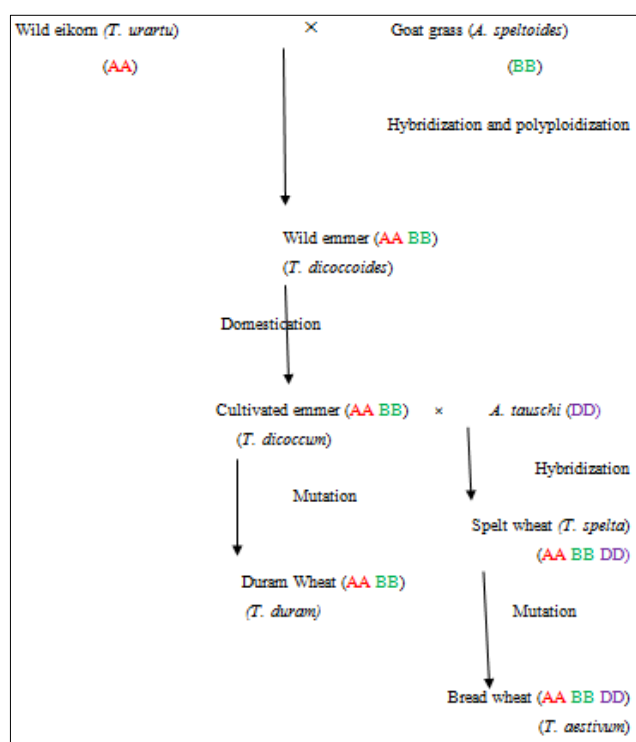 Wild eikorn (T. urartu) × Goat grass (A. speltoides)
(AA) (BB)
Hybridization and polyploidization
Wild emmer (AA BB)
(T. dicoccoides)
Domestication
Cultivated emmer (AA BB) × A. tauschi (DD)
(T. dicoccum)
Hybridization
Mutation
Spelt wheat (T. spelta)
(AA BB DD)
Duram Wheat (AA BB)
(T. duram)
Mutation
Bread wheat (AA BB DD)
(T. aestivum)